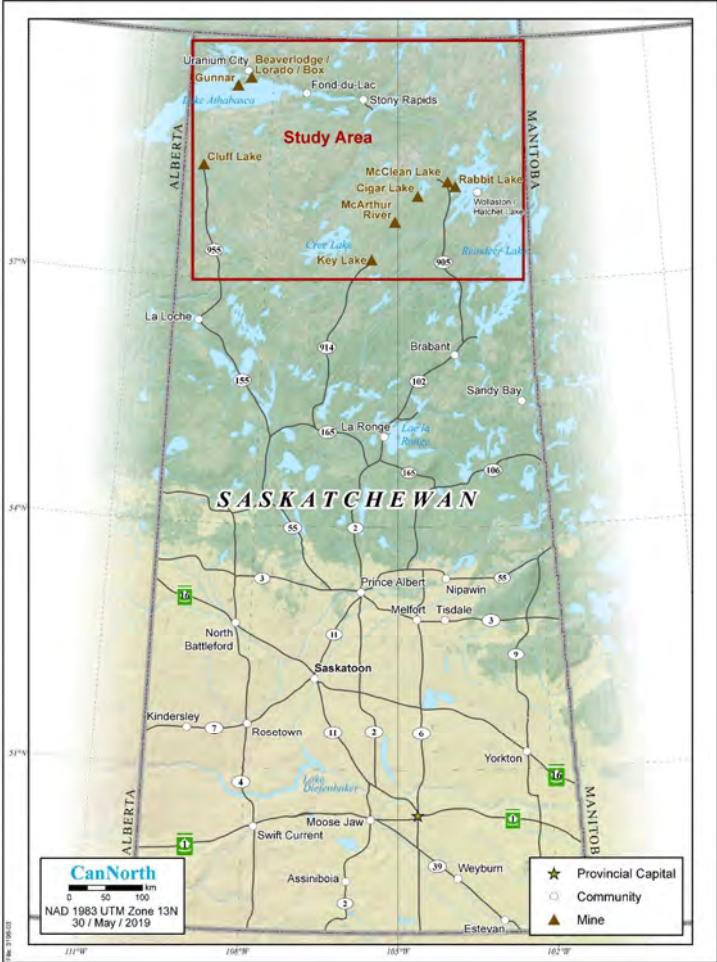 Uranium City
Beaverlodge /
Lorado / Box
Gunnar
Fond-du-Lac
Lake Athabasca
Stony Rapids
ALBERTA
Study Area
MANITOBA
Cluff Lake
McClean Lake
Rabbit Lake
Cigar Lake
Wollaston /
Hatchet Lake
McArthur
River
Cree Lake
Reindeer Lake
955
Key Lake
905
57°N
La Loche
914
Brabant
155
102
Sandy Bay
La Ronge
Lac la
Ronge
165
165
106
54°N
SASKATCHEWAN
55
2
3
Prince Albert
55
Nipawin
16
Melfort
Tisdale
3
North
Battleford
11
9
Saskatoon
Kindersley
7
Rosetown
11
2
6
51°N
Yorkton
16
4
Lake
Diefenbaker
ALBERTA
MANITOBA
Moose Jaw
1
Swift Current
1
CanNorth
0 50 100 km
NAD 1983 UTM Zone 13N
30 / May / 2019
Assiniboia
39
Weyburn
2
Estevan
Provincial Capital
Community
Mine
111°W
108°W
105°W
102°W